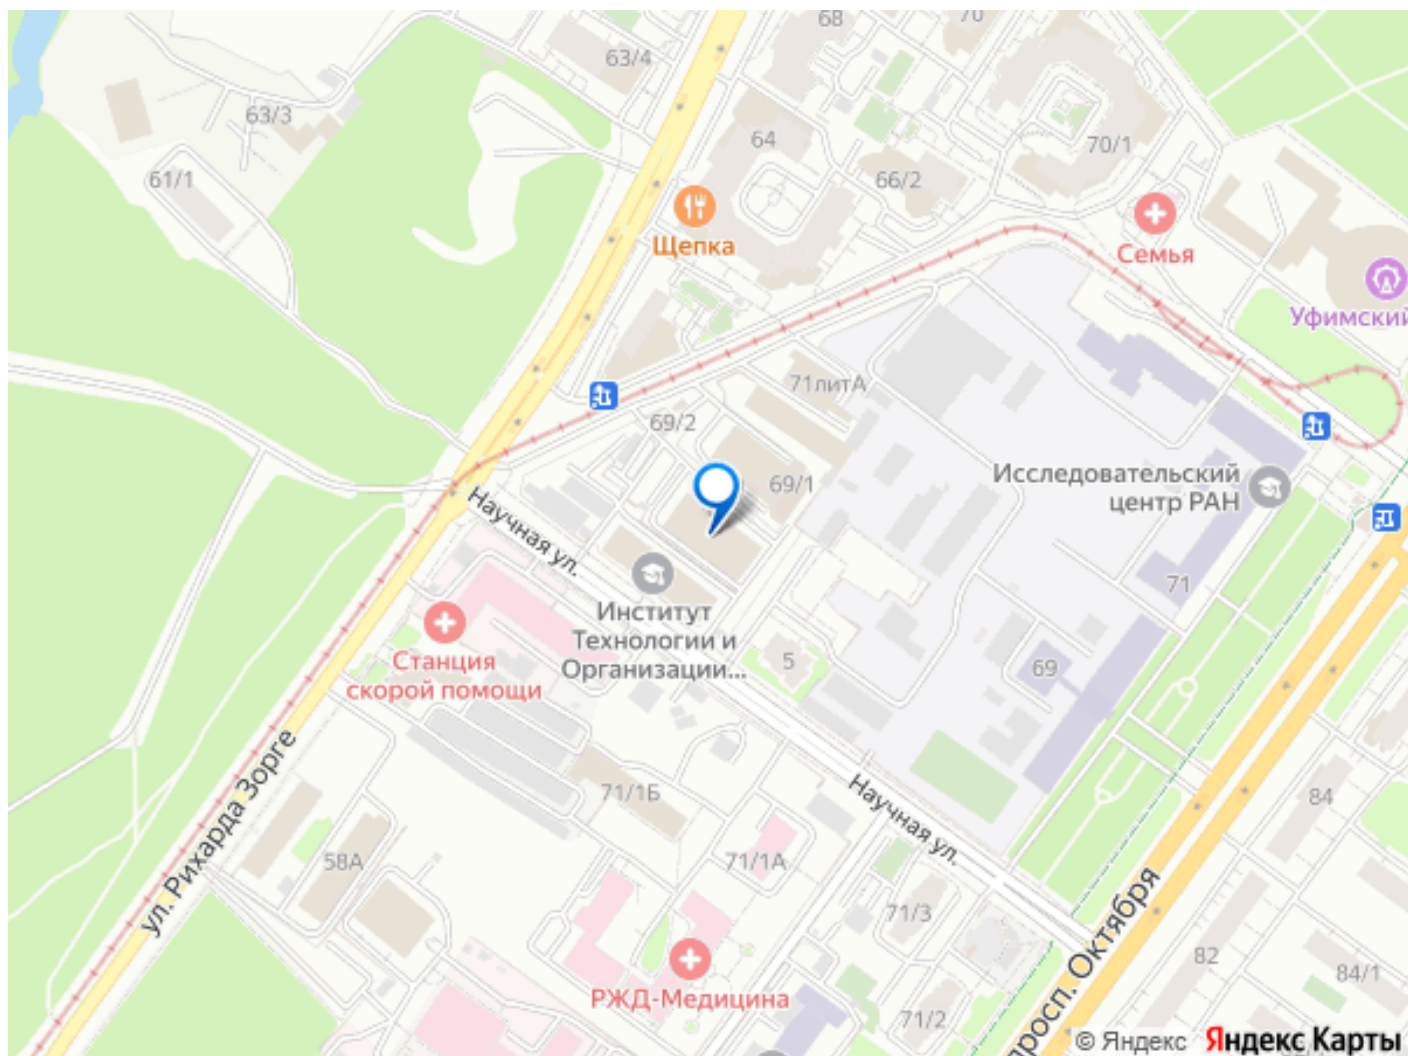 68
70
63/4
63/3
64
70/1
61/1
66/2
Щепка
Семья
Уфимский
71литА
69/2
69/1
Исследовательский
центр РАН
Научная ул.
71
Институт
Технологии и
Организации...
5
69
Станция
скорой помощи
ул. Рихарда Зорге
71/1Б
84
Научная ул.
58А
71/1А
71/3
просп. Октября
82
84/1
РЖД-Медицина
71/2
© Яндекс Яндекс Карты